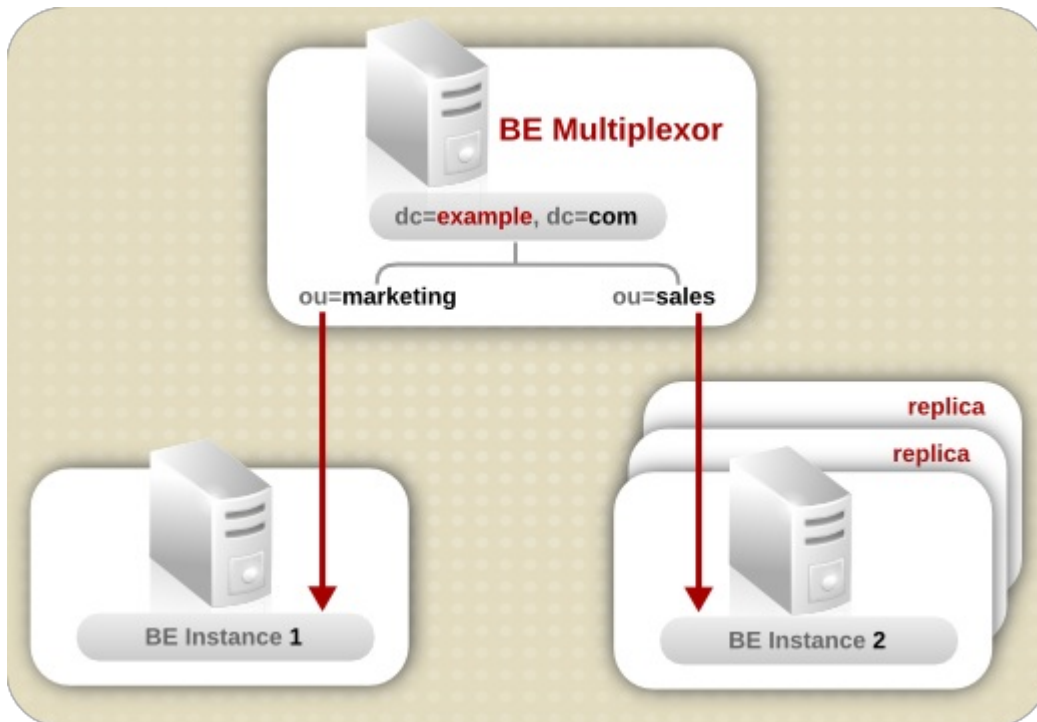 BE Multiplexor
dc=example, dc=com
ou=marketing
ou=sales
replica
replica
BE Instance 1
BE Instance 2